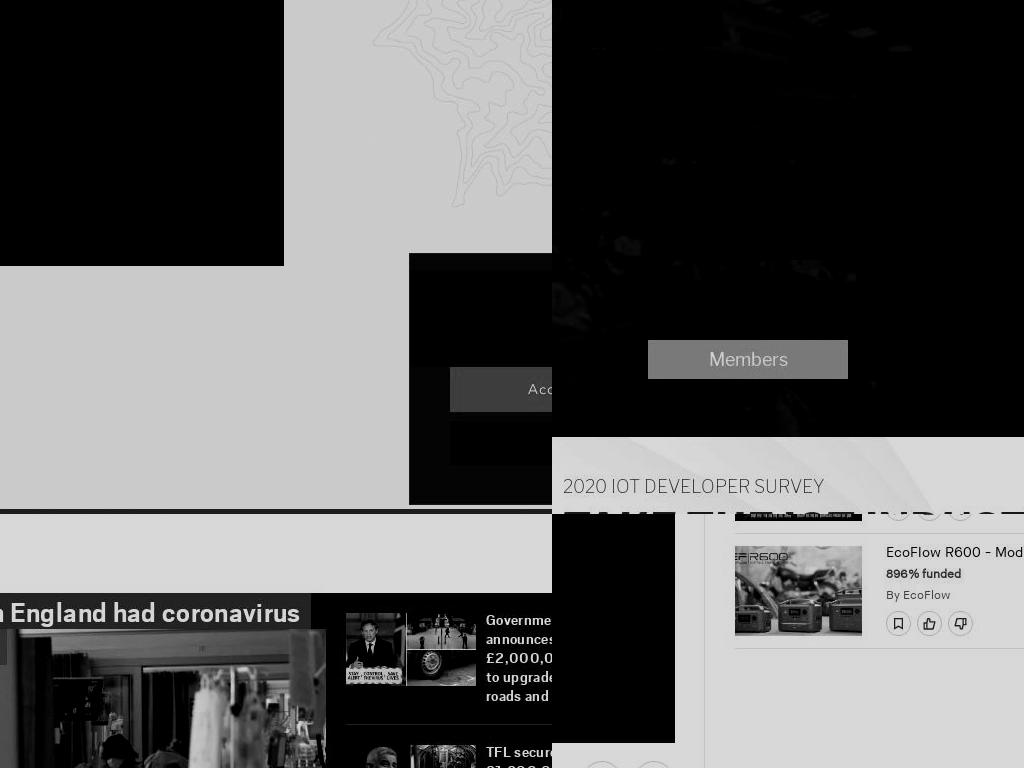 Members
2020 IOT DEVELOPER SURVEY
England had coronavirus
Governme
announces
£2,000,0
to upgrade
roads and
TFL secur
EcoFlow R600 - Mod
896% funded
By EcoFlow
R600
STAY CONTROL SAVE
ALERT THE VIRUS LIVES